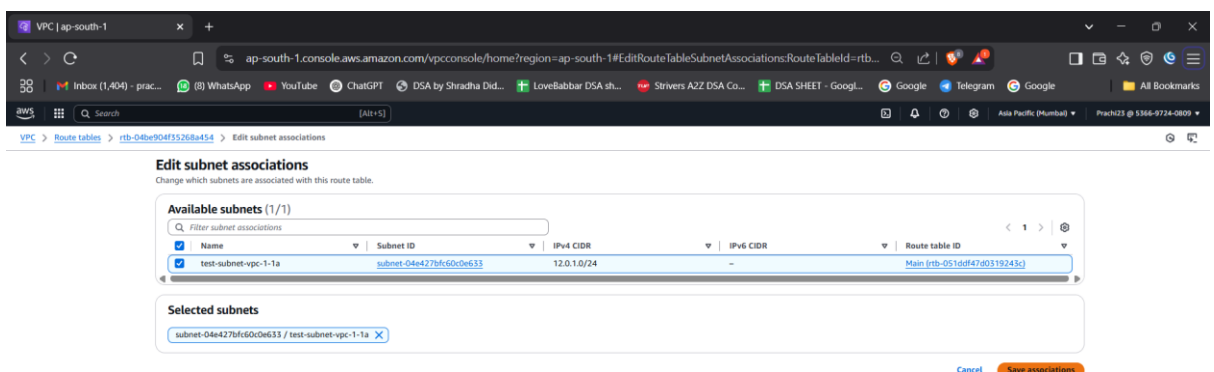 VPC | ap-south-1
ap-south-1.console.aws.amazon.com/vpcconsole/home?region=ap-south-1#EditRouteTableSubnetAssociations:RouteTableId=rtb...
Inbox (1,404) - prac... (8) WhatsApp YouTube ChatGPT DSA by Shradha Did... LoveBabbar DSA sh... Strivers A2Z DSA Co... DSA SHEET - Googl... Google Telegram Google All Bookmarks
aws Search [Alt+S] Asia Pacific (Mumbai) Prachi23 @ 5366-9724-0809
VPC > Route tables > rtb-04be904f35268a454 > Edit subnet associations
Edit subnet associations
Change which subnets are associated with this route table.
Available subnets (1/1)
Filter subnet associations < 1 >
Name Subnet ID IPv4 CIDR IPv6 CIDR Route table ID
test-subnet-vpc-1-1a subnet-04e427bfc60c0e633 12.0.1.0/24 – Main (rtb-051ddf47d0319243c)
Selected subnets
subnet-04e427bfc60c0e633 / test-subnet-vpc-1-1a
Cancel Save associations